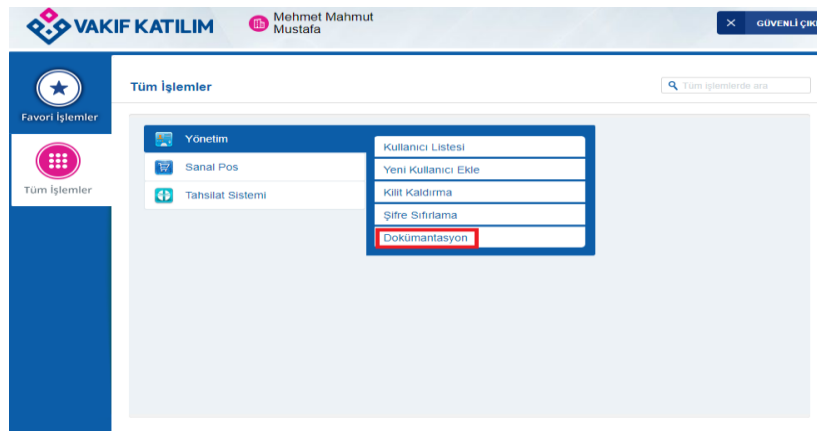 VAKIF KATILIM
Mehmet Mahmut
Mustafa
GÜVENLİ ÇIK
Favori İşlemler
Tüm İşlemler
Tüm İşlemler
Tüm işlemlerde ara
Yönetim
Sanal Pos
Tahsilat Sistemi
Kullanıcı Listesi
Yeni Kullanıcı Ekle
Kilit Kaldırma
Şifre Sıfırlama
Dokümantasyon